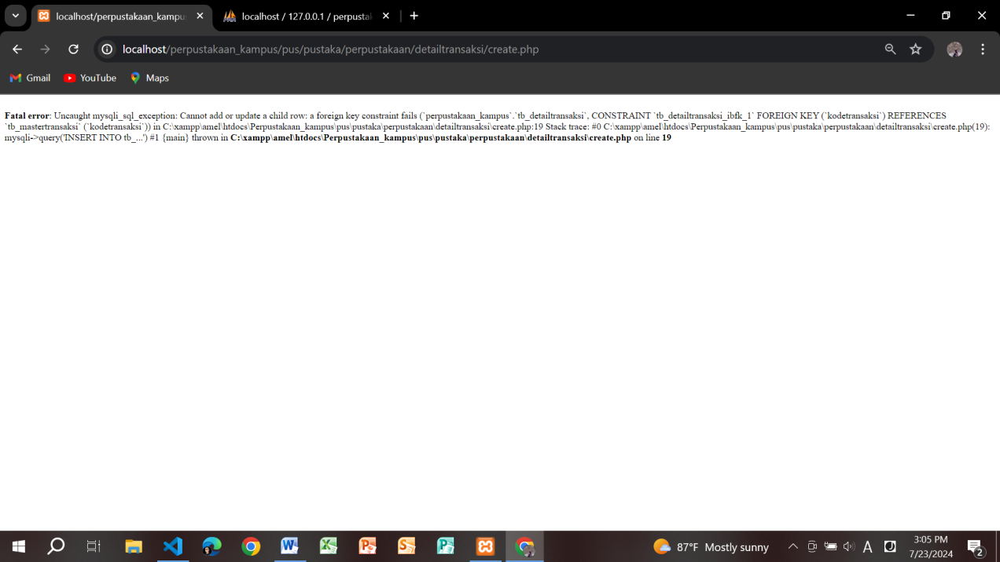 localhost/perpustakaan_kampus
localhost / 127.0.0.1 / perpustak
localhost/perpustakaan_kampus/pus/pustaka/perpustakaan/detailtransaksi/create.php
Gmail
YouTube
Maps
Fatal error: Uncaught mysqli_sql_exception: Cannot add or update a child row: a foreign key constraint fails (`perpustakaan_kampus`.`tb_detailtransaksi`, CONSTRAINT `tb_detailtransaksi_ibfk_1` FOREIGN KEY (`kodetransaksi`) REFERENCES
`tb_mastertransaksi` (`kodetransaksi`)) in C:\xampp\amel\htdocs\Perpustakaan_kampus\pus\pustaka\perpustakaan\detailtransaksi\create.php:19 Stack trace: #0 C:\xampp\amel\htdocs\Perpustakaan_kampus\pus\pustaka\perpustakaan\detailtransaksi\create.php(19):
mysqli->query('INSERT INTO tb_...') #1 {main} thrown in C:\xampp\amel\htdocs\Perpustakaan_kampus\pus\pustaka\perpustakaan\detailtransaksi\create.php on line 19
87°F Mostly sunny
A
3:05 PM
7/23/2024
2